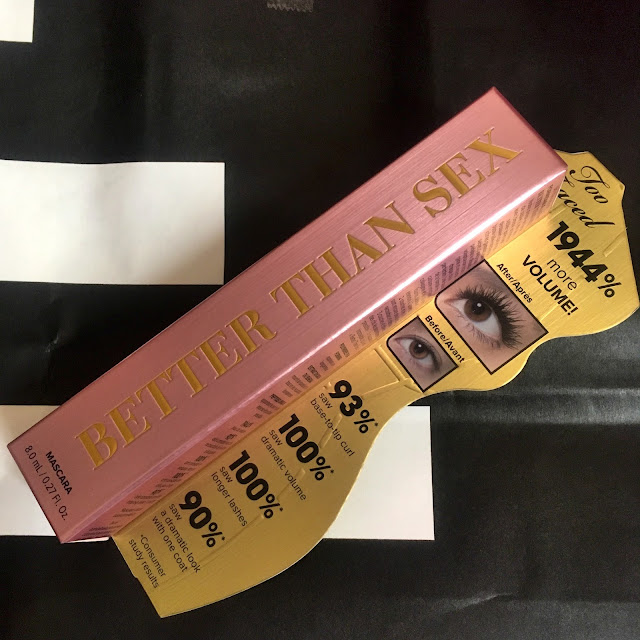 BETTER THAN SEX
MASCARA
8.0 mL / 0.27 Fl. Oz.
Too
Faced
1944%
more
VOLUME!
After/Après
Before/Avant
93%*
saw
base-to-tip curl
100%*
saw
dramatic volume
100%*
saw
longer lashes
90%*
saw
a dramatic look
with one coat
*Consumer
study results